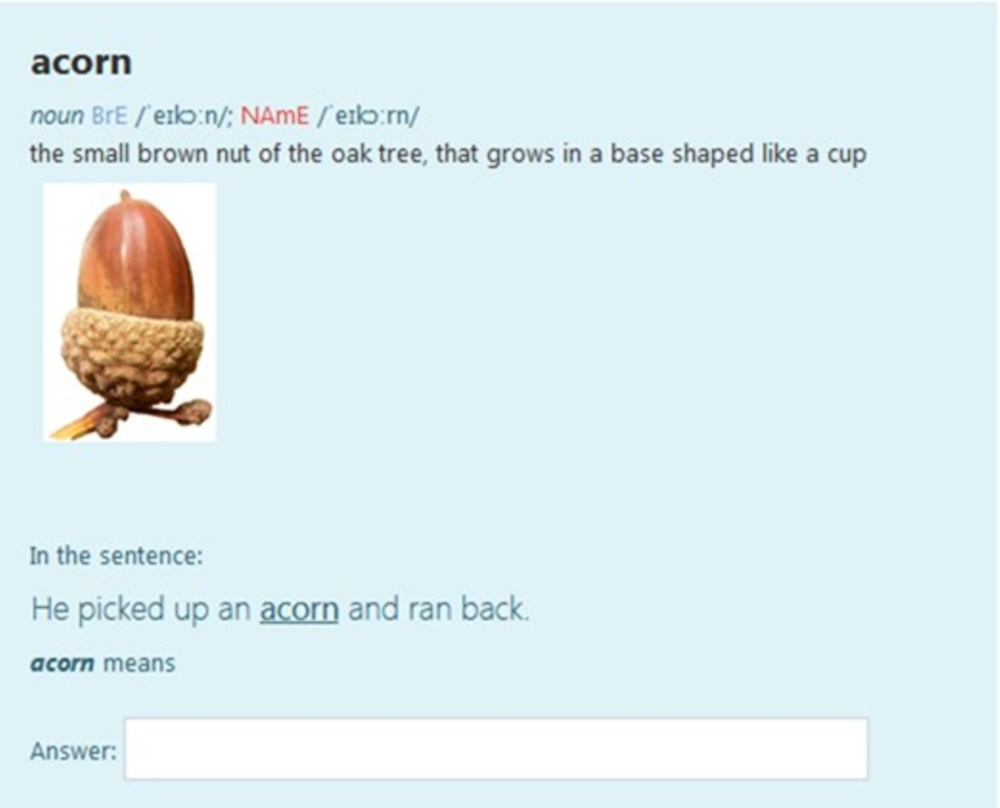 acorn
noun BrE /ˈeɪkɔːn/; NAmE /ˈeɪkɔːrn/
the small brown nut of the oak tree, that grows in a base shaped like a cup
In the sentence:
He picked up an acorn and ran back.
acorn means
Answer: